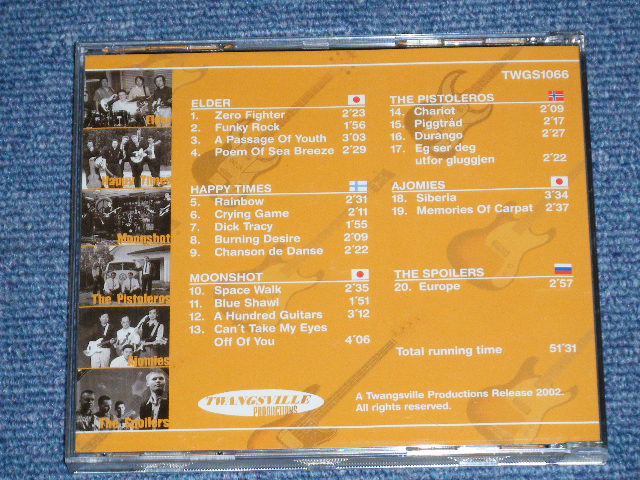 TWGS1066
ELDER
1. Zero Fighter 2´23
2. Funky Rock 1´56
3. A Passage Of Youth 3´03
4. Poem Of Sea Breeze 2´29
HAPPY TIMES
5. Rainbow 2´31
6. Crying Game 2´11
7. Dick Tracy 1´55
8. Burning Desire 2´09
9. Chanson de Danse 2´22
MOONSHOT
10. Space Walk 2´35
11. Blue Shawl 1´51
12. A Hundred Guitars 3´12
13. Can´t Take My Eyes
Off Of You 4´06
THE PISTOLEROS
14. Chariot 2´09
15. Piggtråd 2´17
16. Durango 2´27
17. Eg ser deg
utfor gluggjen 2´22
AJOMIES
18. Siberia 3´34
19. Memories Of Carpat 2´37
THE SPOILERS
20. Europe 2´57
Total running time 51´31
A Twangsville Productions Release 2002.
All rights reserved.
TWANGSVILLE
PRODUCTIONS
Elder
Happy Times
Moonshot
The Pistoleros
Ajomies
The Spoilers